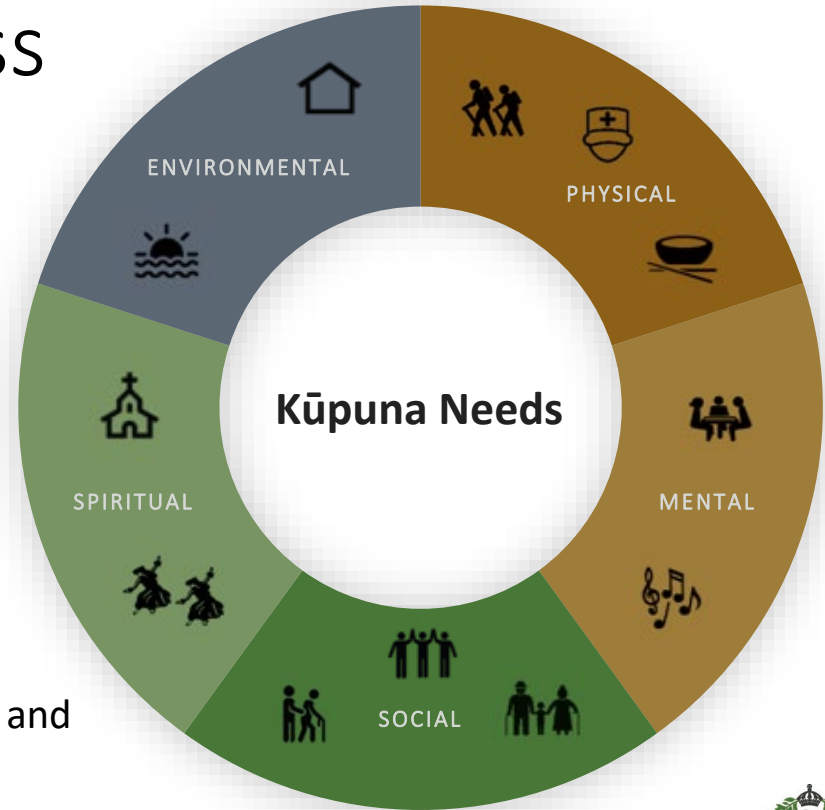 ss
ENVIRONMENTAL
PHYSICAL
Kūpuna Needs
SPIRITUAL
MENTAL
and
SOCIAL